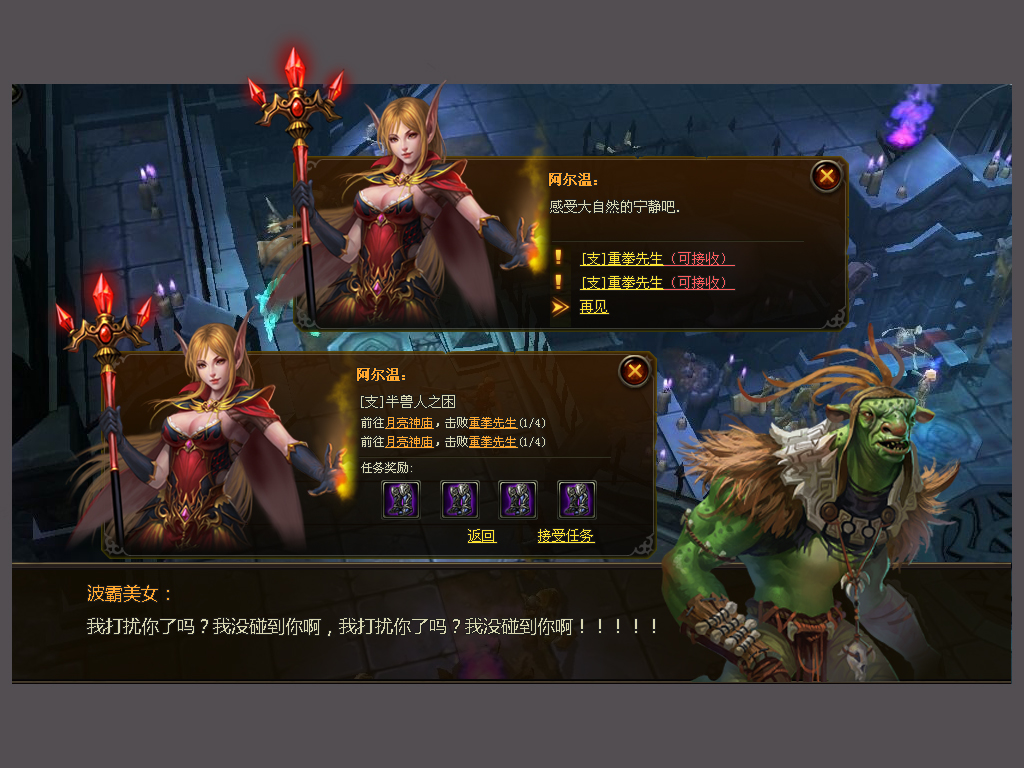 阿尔温：
感受大自然的宁静吧.
! [支]重拳先生（可接收）
! [支]重拳先生（可接收）
再见
阿尔温：
[支]半兽人之困
前往月亮神庙，击败重拳先生(1/4)
前往月亮神庙，击败重拳先生(1/4)
任务奖励:
返回 接受任务
波霸美女：
我打扰你了吗？我没碰到你啊，我打扰你了吗？我没碰到你啊！！！！！